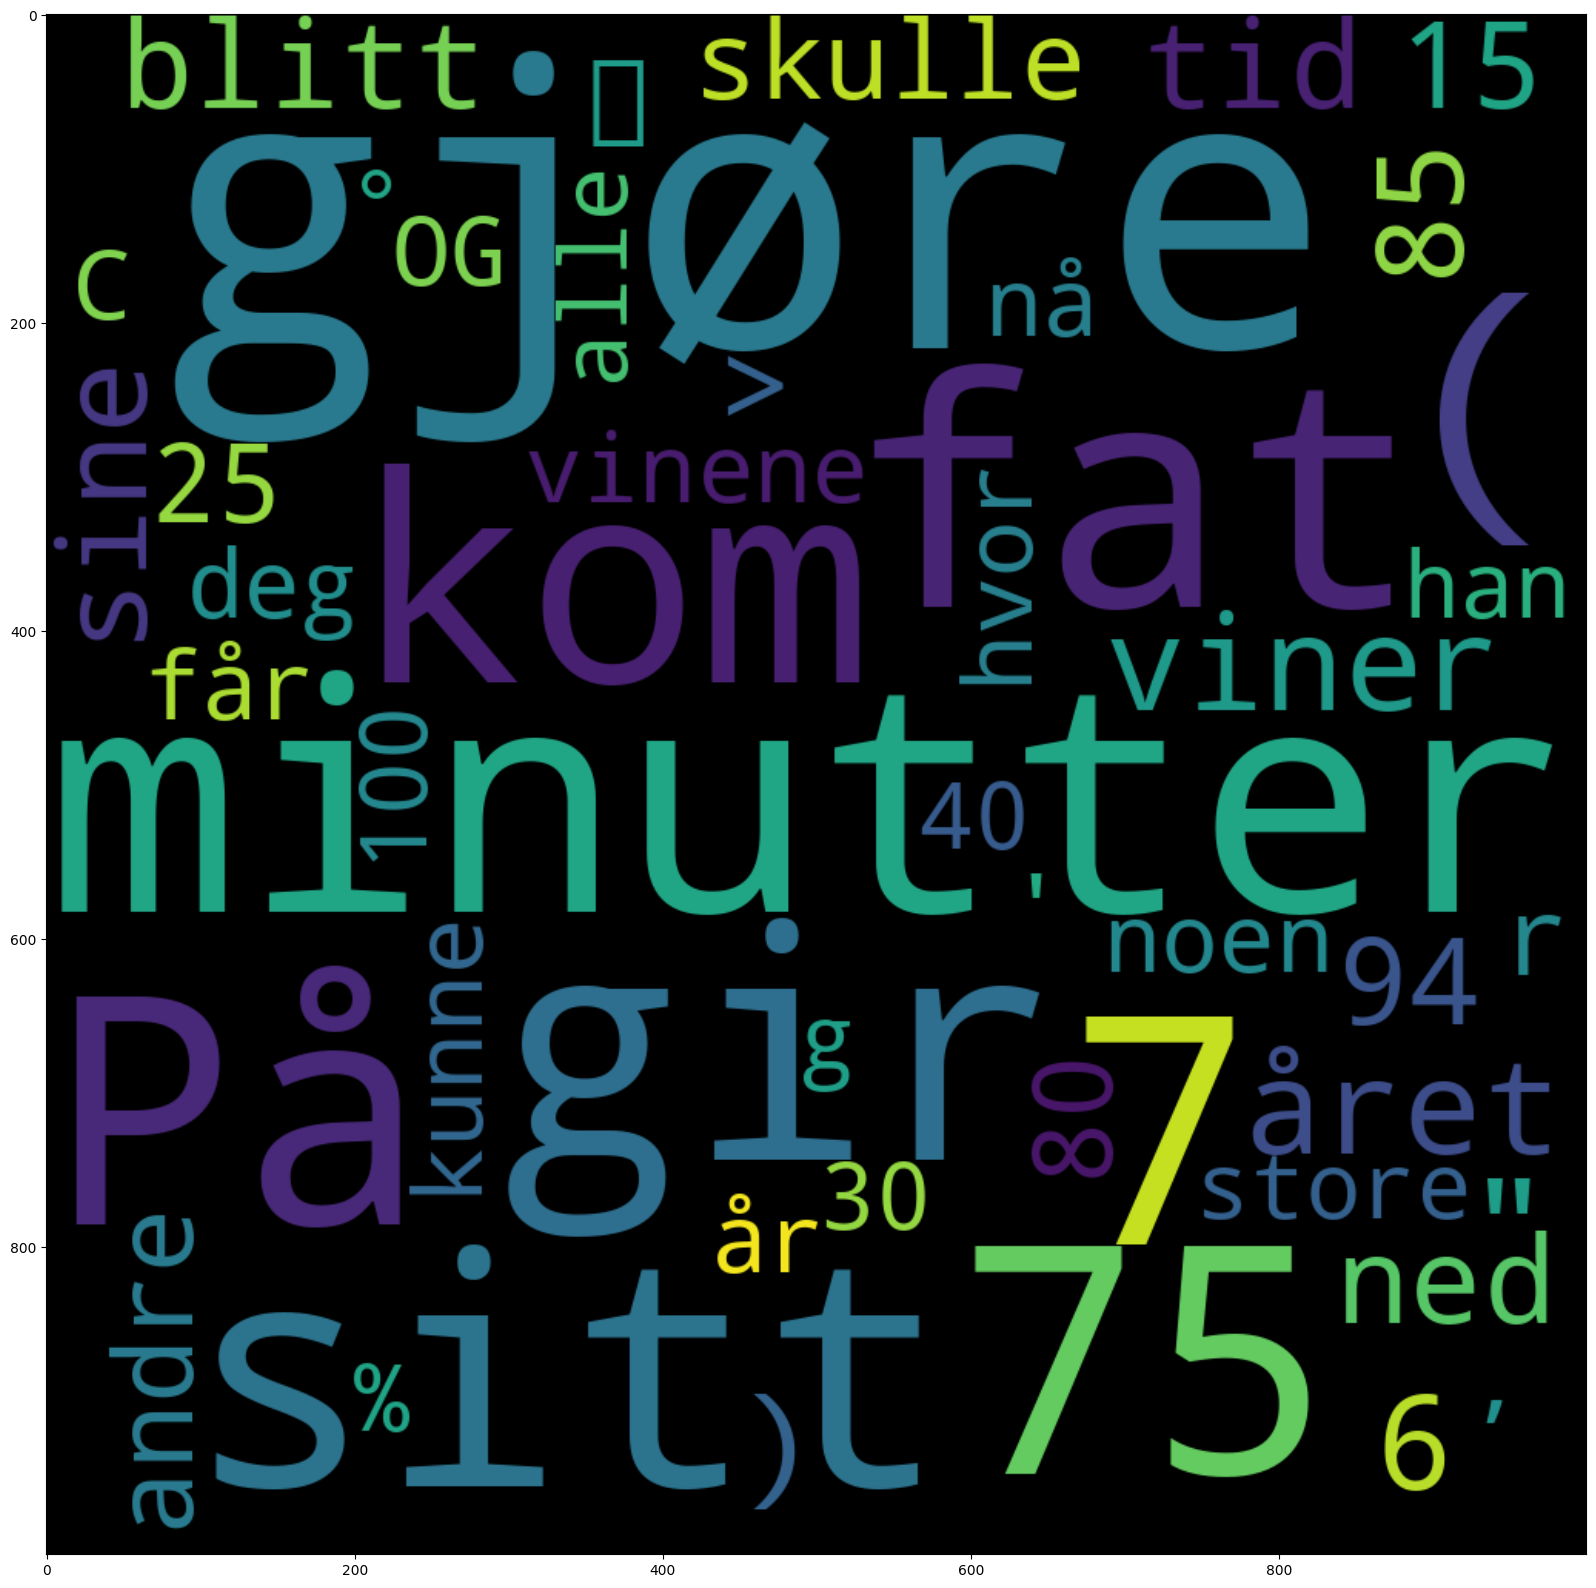 blitt
skulle
tid
15
gjøre
°
OG
alle
85
C
nå
v
(
sine
25
vinene
fat
kom
hvor
deg
han
får
viner
minutter
100
40
'
noen
r
94
kunne
På
gir
g
7
80
året
store
"
30
år
andre
sitt
75
ned
%
)
6
,
0
200
400
600
800
0
200
400
600
800